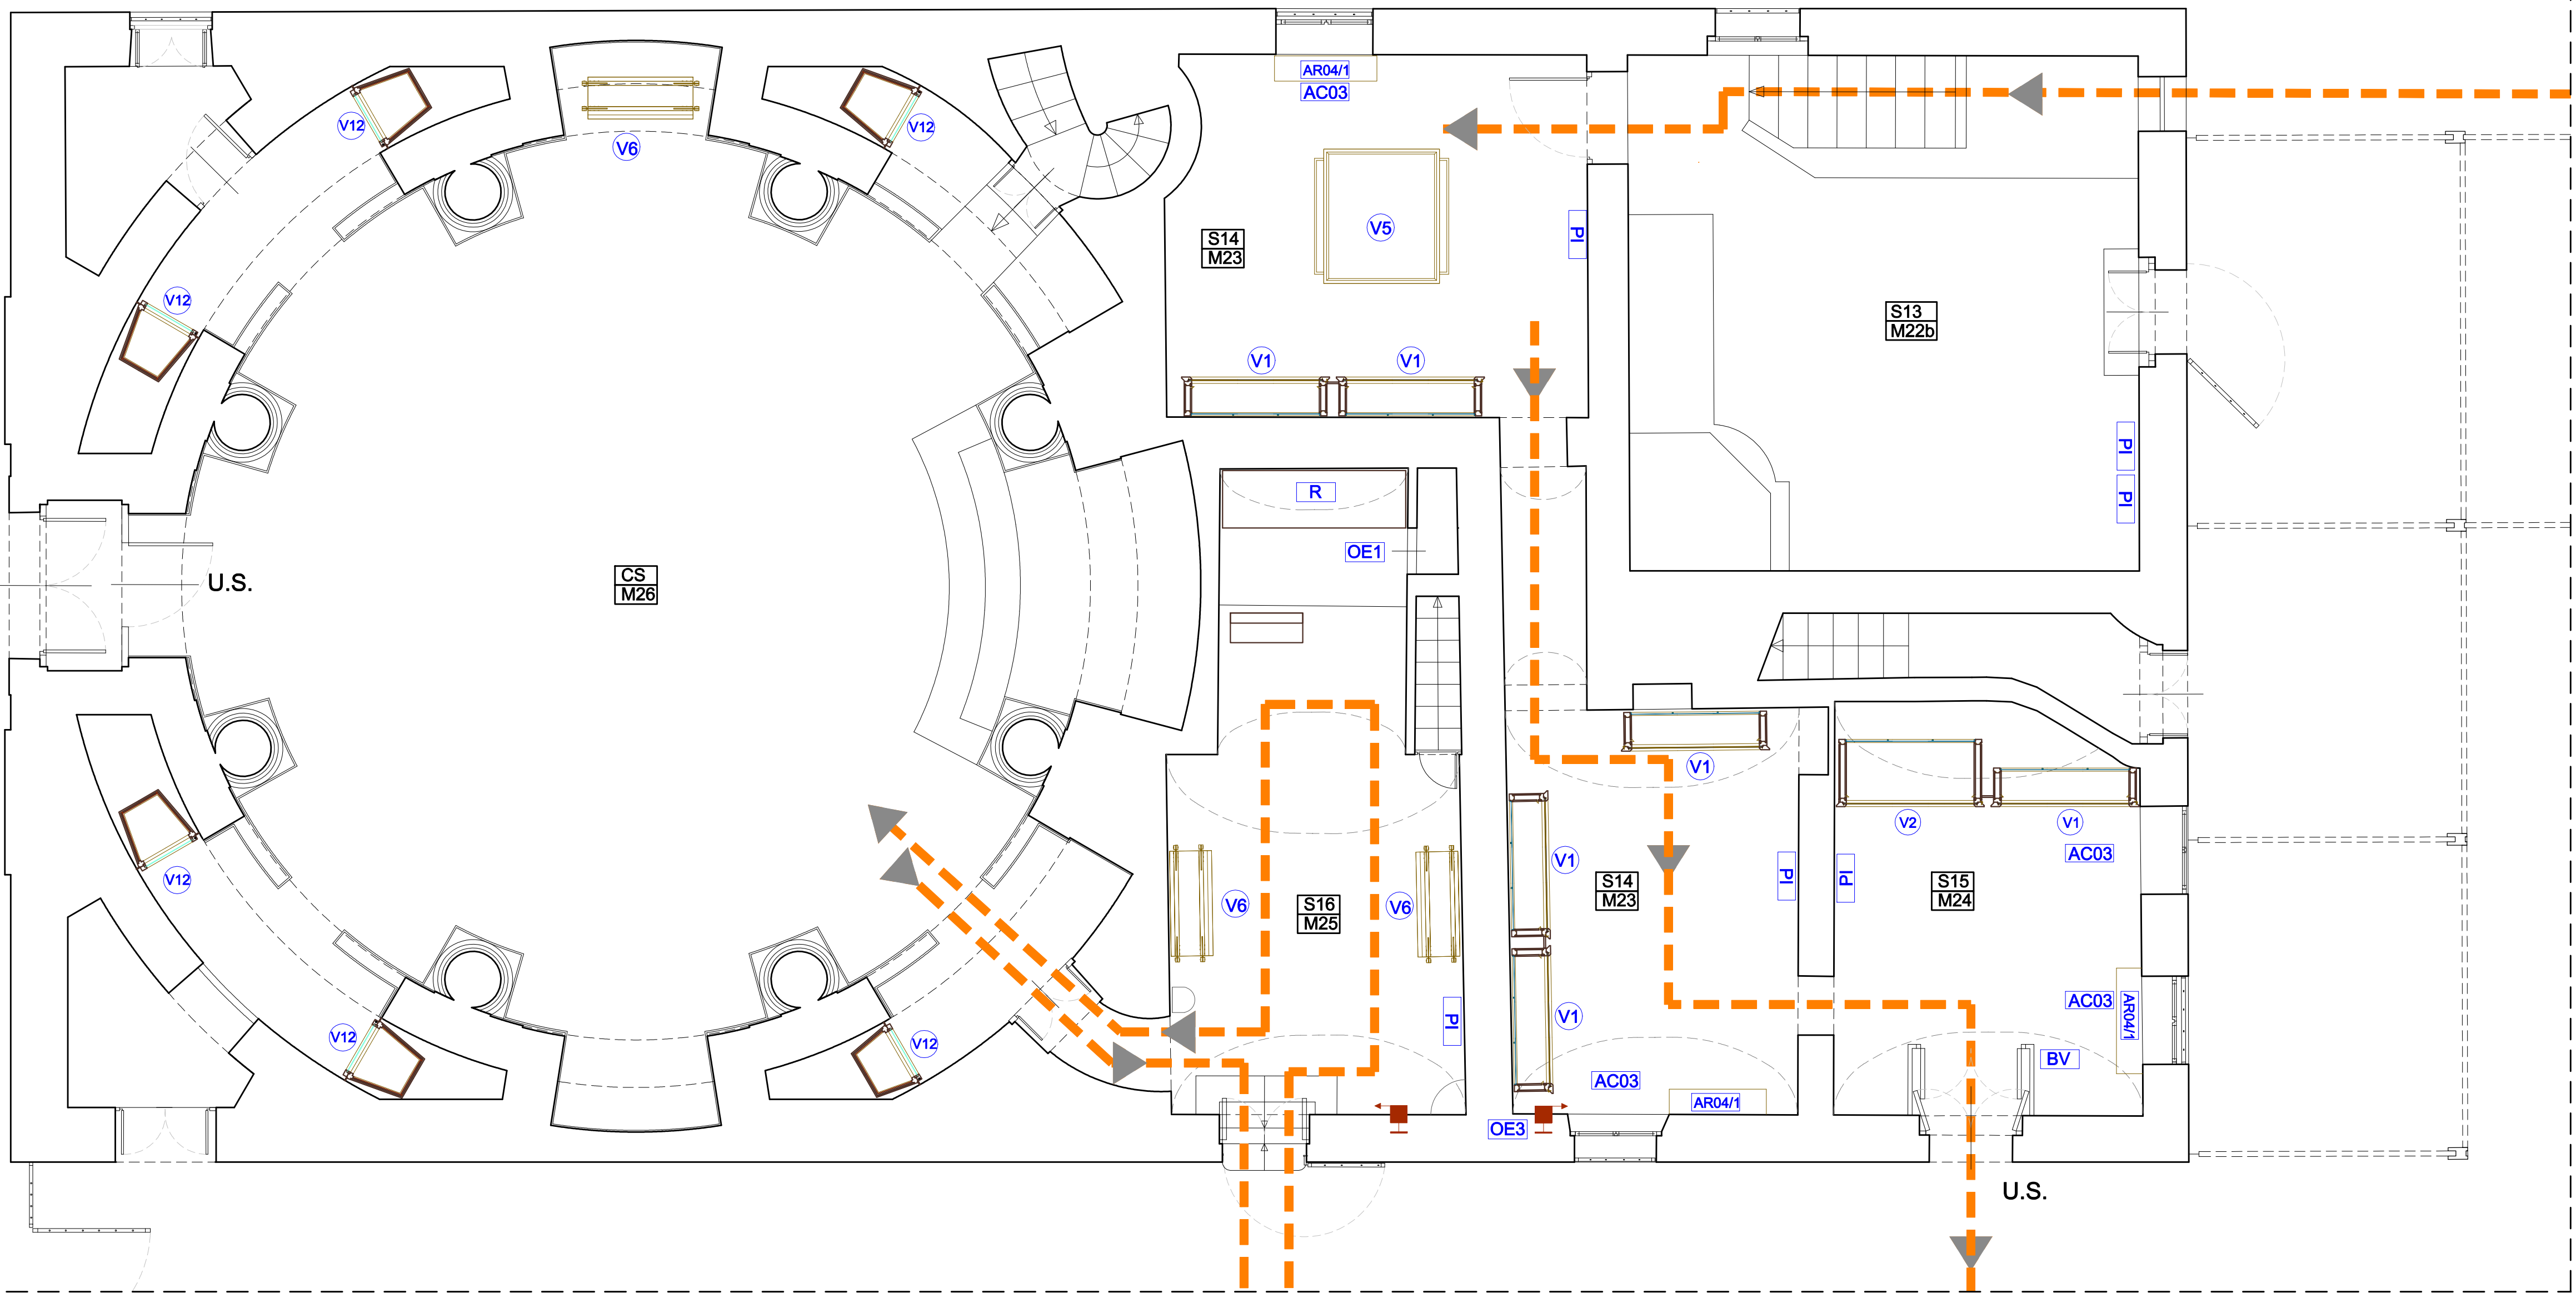 AR04/1
AC03
V12
V12
V6
V5
PI
S14
M23
V12
S13
M22b
V1
V1
PI
PI
R
OE1
CS
M26
U.S.
V1
V2
V1
AC03
V1
PI
PI
V12
S14
M23
S15
M24
V6
S16
M25
V6
AC03
AR04/1
V1
PI
V12
V12
BV
AC03
AR04/1
OE3
U.S.